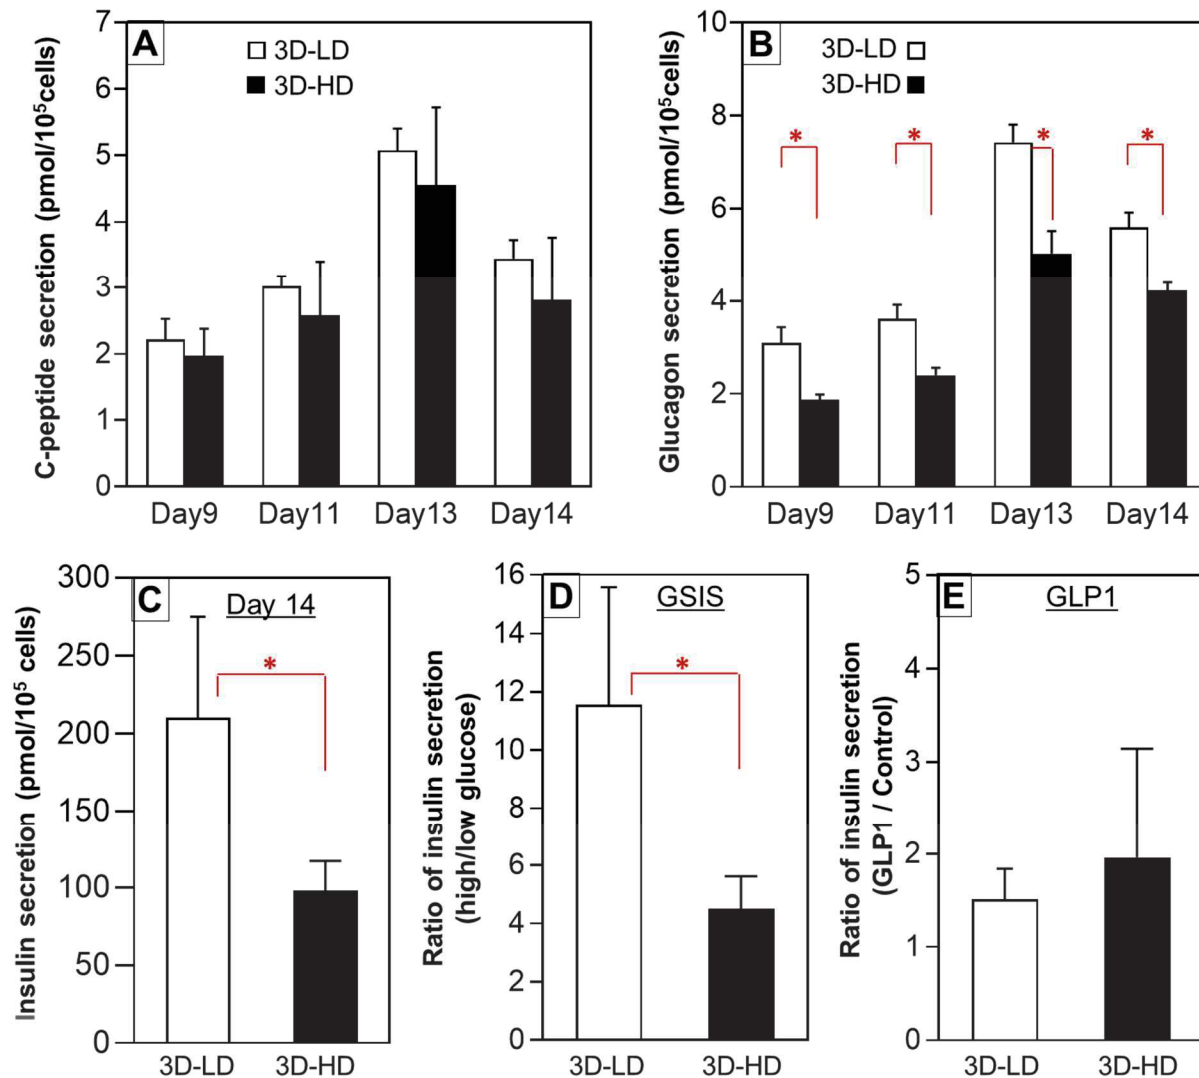 A
3D-LD
3D-HD
C-peptide secretion (pmol/10⁵cells)
7
6
5
4
3
2
1
0
Day9 Day11 Day13 Day14
B
3D-LD
3D-HD
Glucagon secretion (pmol/10⁵cells)
10
8
6
4
2
0
* * * *
Day9 Day11 Day13 Day14
C
Day 14
Insulin secretion (pmol/10⁵ cells)
300
250
200
150
100
50
0
*
3D-LD 3D-HD
D
GSIS
Ratio of insulin secretion
(high/low glucose)
16
14
12
10
8
6
4
2
0
*
3D-LD 3D-HD
E
GLP1
Ratio of insulin secretion
(GLP1 / Control)
5
4
3
2
1
0
3D-LD 3D-HD